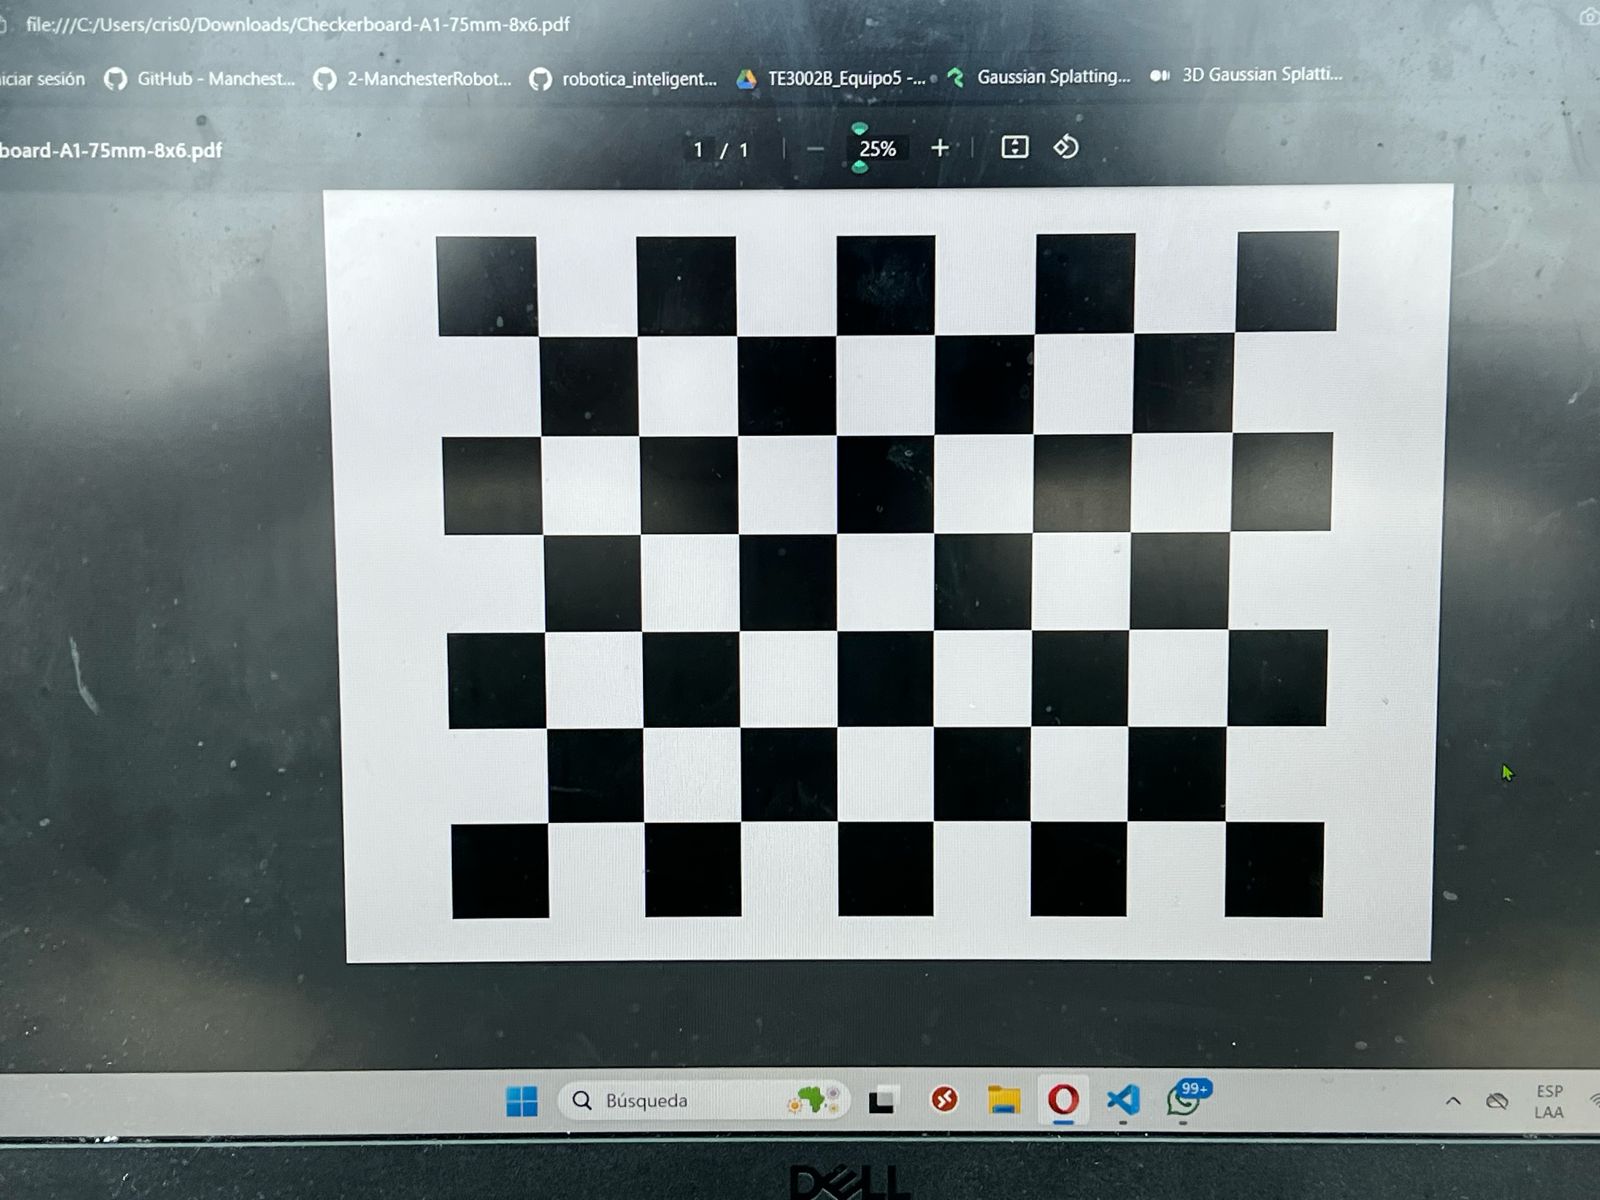 file:///C:/Users/cris0/Downloads/Checkerboard-A1-75mm-8x6.pdf
iciar sesión GitHub - Manchest... 2-ManchesterRobot... robotica_inteligent... TE3002B_Equipo5 -... Gaussian Splatting... 3D Gaussian Splatti...
board-A1-75mm-8x6.pdf 1 / 1 25%
Búsqueda 99+ ESP
LAA
DELL